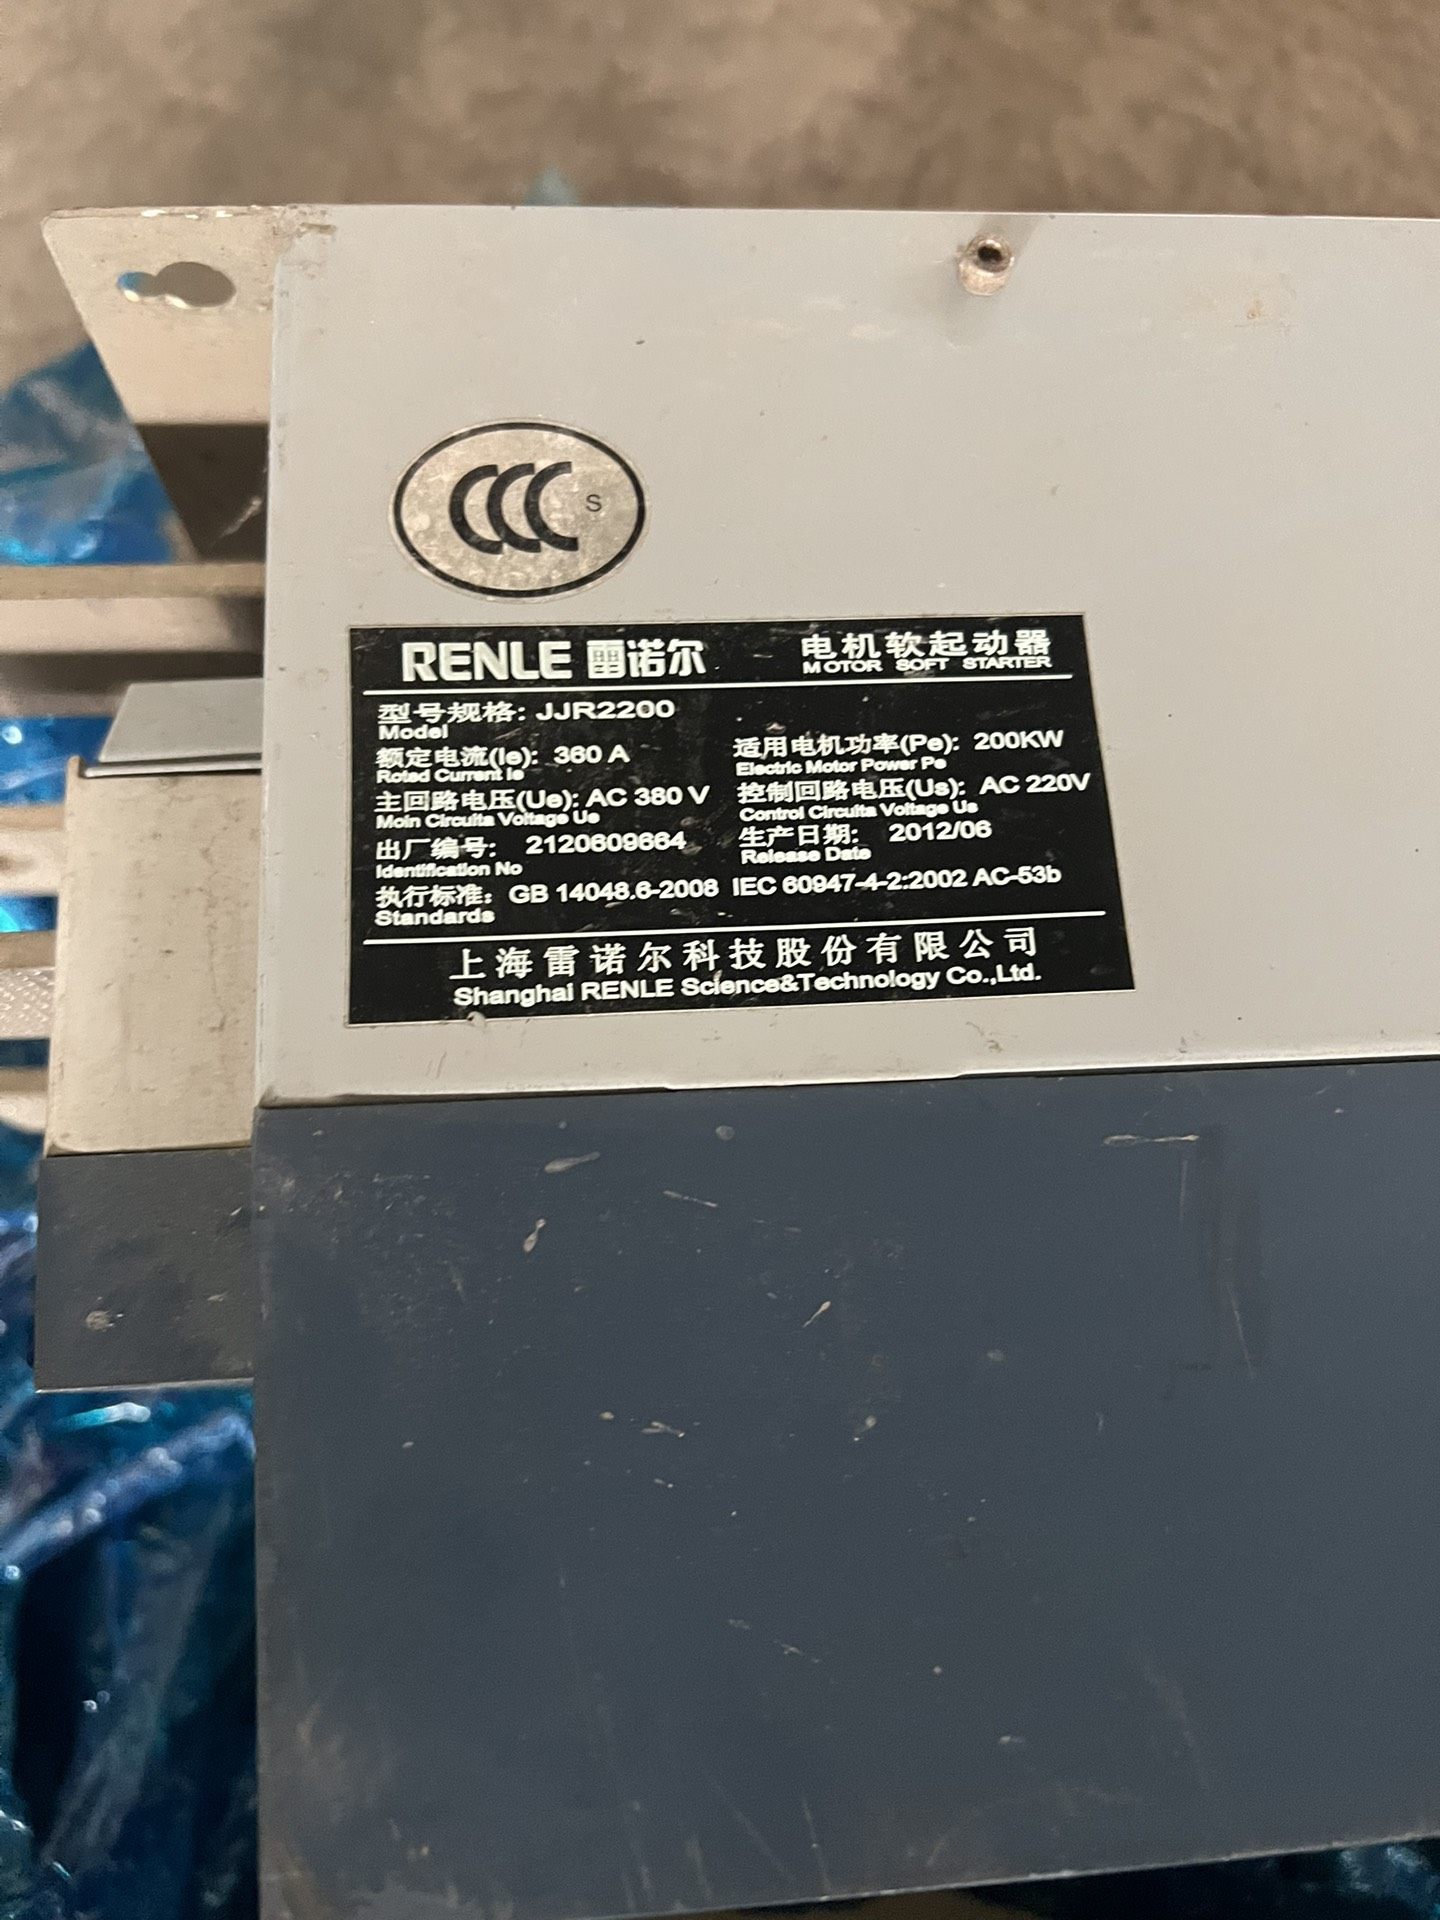 CCC S
RENLE 雷诺尔 电机软起动器
MOTOR SOFT STARTER
型号规格: JJR2200
Model
额定电流(Ie): 360 A 适用电机功率(Pe): 200KW
Roted Current Ie Electric Motor Power Pe
主回路电压(Ue): AC 380 V 控制回路电压(Us): AC 220V
Moin Circuits Voltage Ue Control Circuits Voltage Us
出厂编号: 2120609664 生产日期: 2012/06
Identification No Release Date
执行标准: GB 14048.6-2008 IEC 60947-4-2:2002 AC-53b
Standards
上海雷诺尔科技股份有限公司
Shanghai RENLE Science&Technology Co.,Ltd.